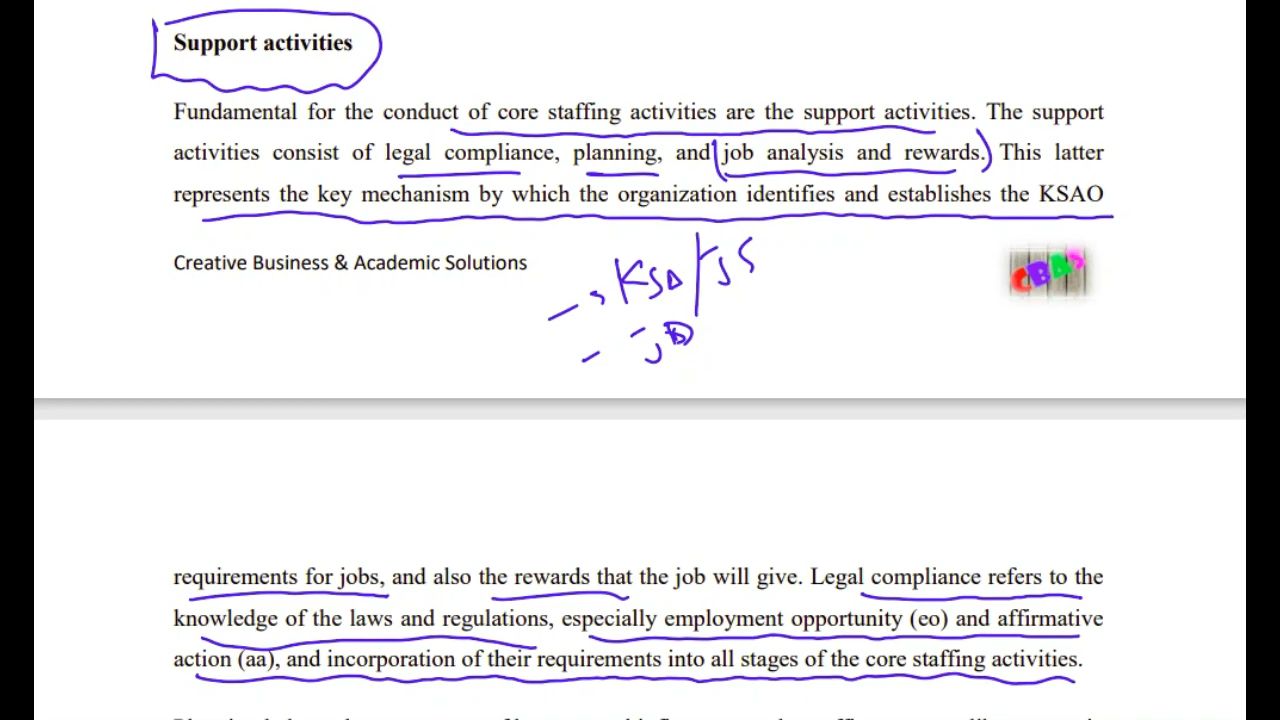 Support activities
Fundamental for the conduct of core staffing activities are the support activities. The support
activities consist of legal compliance, planning, and job analysis and rewards. This latter
represents the key mechanism by which the organization identifies and establishes the KSAO
Creative Business & Academic Solutions
CBAS
KSA
requirements for jobs, and also the rewards that the job will give. Legal compliance refers to the
knowledge of the laws and regulations, especially employment opportunity (eo) and affirmative
action (aa), and incorporation of their requirements into all stages of the core staffing activities.